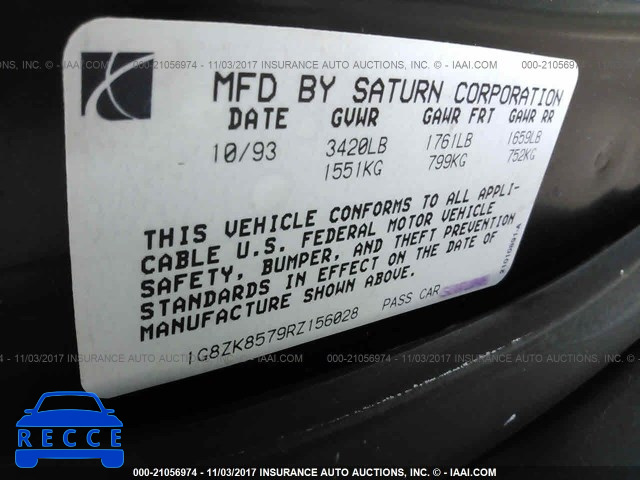 000-21056974 - 11/03/2017 INSURANCE AUTO AUCTIONS, INC. - © IAAI.COM
MFD BY SATURN CORPORATION
DATE GVWR GAWR FRT GAWR RR
10/93 3420LB 1761LB 1659LB
1551KG 799KG 752KG
THIS VEHICLE CONFORMS TO ALL APPLI-
CABLE U.S. FEDERAL MOTOR VEHICLE
SAFETY, BUMPER, AND THEFT PREVENTION
STANDARDS IN EFFECT ON THE DATE OF
MANUFACTURE SHOWN ABOVE.
1G8ZK8579RZ156028 PASS CAR
RECCE
000-21056974 - 11/03/2017 INSURANCE AUTO AUCTIONS, INC. - © IAAI.COM